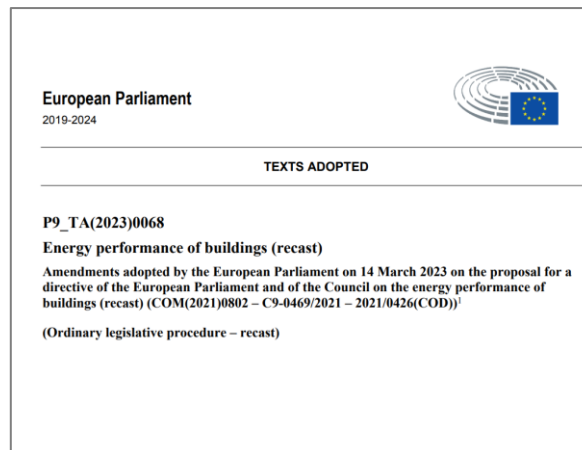 European Parliament
2019-2024
TEXTS ADOPTED
P9_TA(2023)0068
Energy performance of buildings (recast)
Amendments adopted by the European Parliament on 14 March 2023 on the proposal for a
directive of the European Parliament and of the Council on the energy performance of
buildings (recast) (COM(2021)0802 – C9-0469/2021 – 2021/0426(COD))¹
(Ordinary legislative procedure – recast)